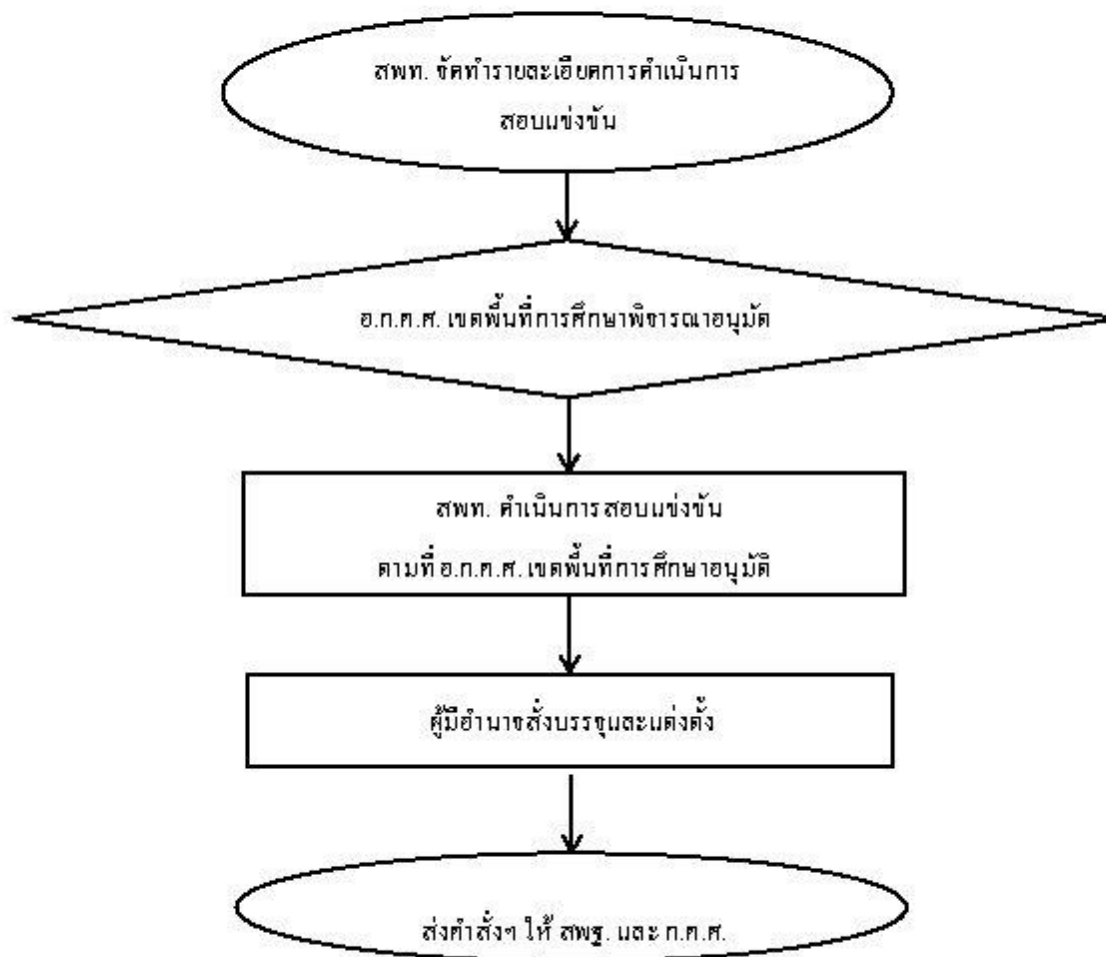 สพท. จัดทำรายละเอียดการดำเนินการ
สอบแข่งขัน
อ.ก.ค.ศ. เขตพื้นที่การศึกษาพิจารณาอนุมัติ
สพท. ดำเนินการสอบแข่งขัน
ตามที่ อ.ก.ค.ศ. เขตพื้นที่การศึกษาอนุมัติ
ผู้มีอำนาจสั่งบรรจุและแต่งตั้ง
ส่งคำสั่งฯ ให้ สพฐ. และ ก.ค.ศ.